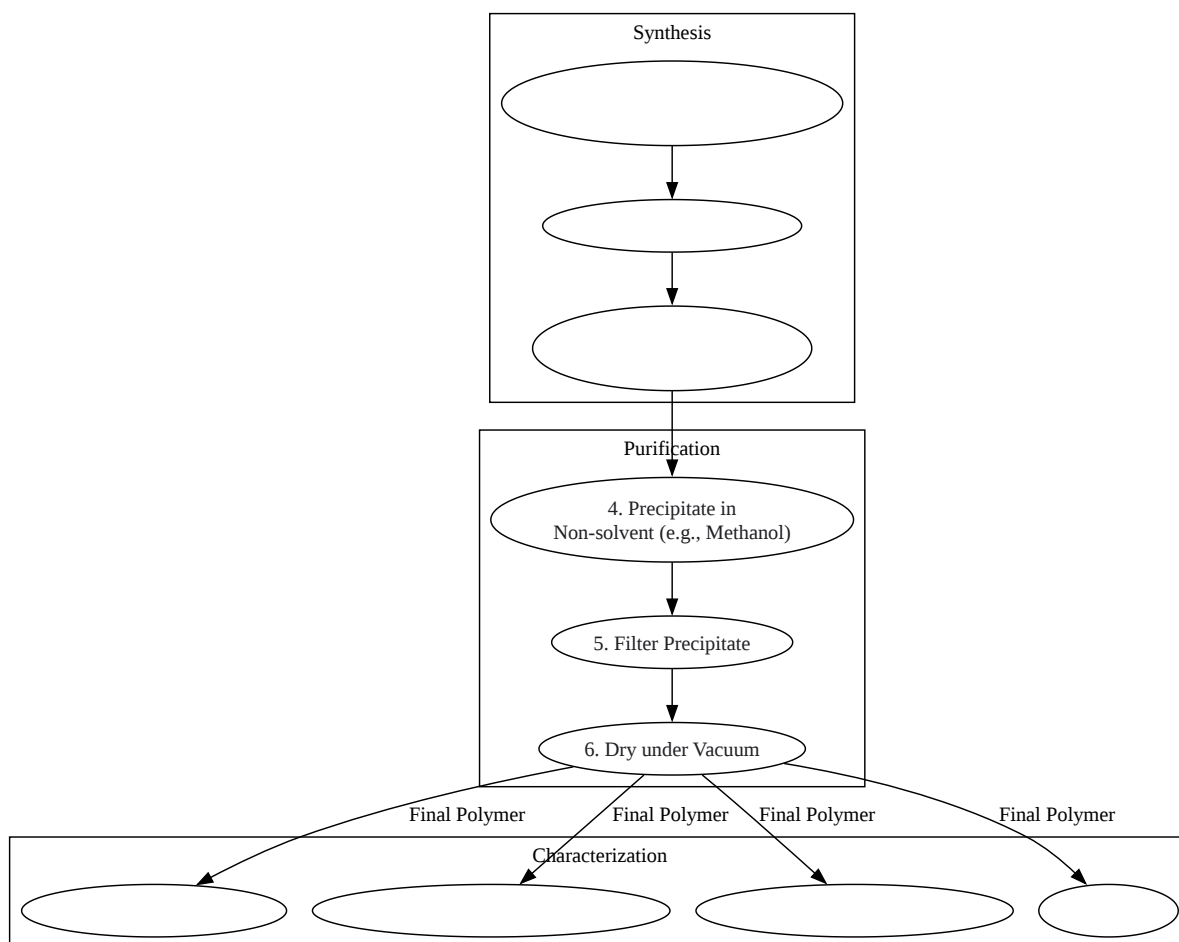 Synthesis
Purification
4. Precipitate in
Non-solvent (e.g., Methanol)
5. Filter Precipitate
6. Dry under Vacuum
Final Polymer
Final Polymer
Final Polymer
Final Polymer
Characterization